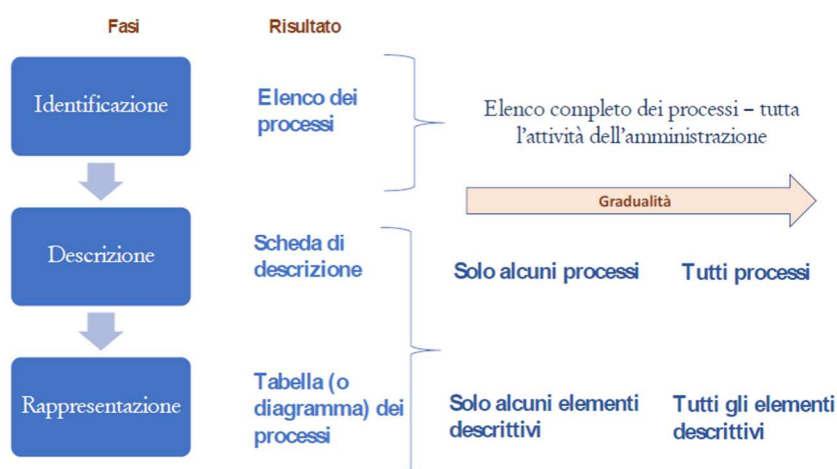 Fasi
Risultato
Identificazione
Elenco dei
processi
Elenco completo dei processi – tutta
l'attività dell'amministrazione
Gradualità
Descrizione
Scheda di
descrizione
Solo alcuni processi
Tutti processi
Rappresentazione
Tabella (o
diagramma) dei
processi
Solo alcuni elementi
descrittivi
Tutti gli elementi
descrittivi